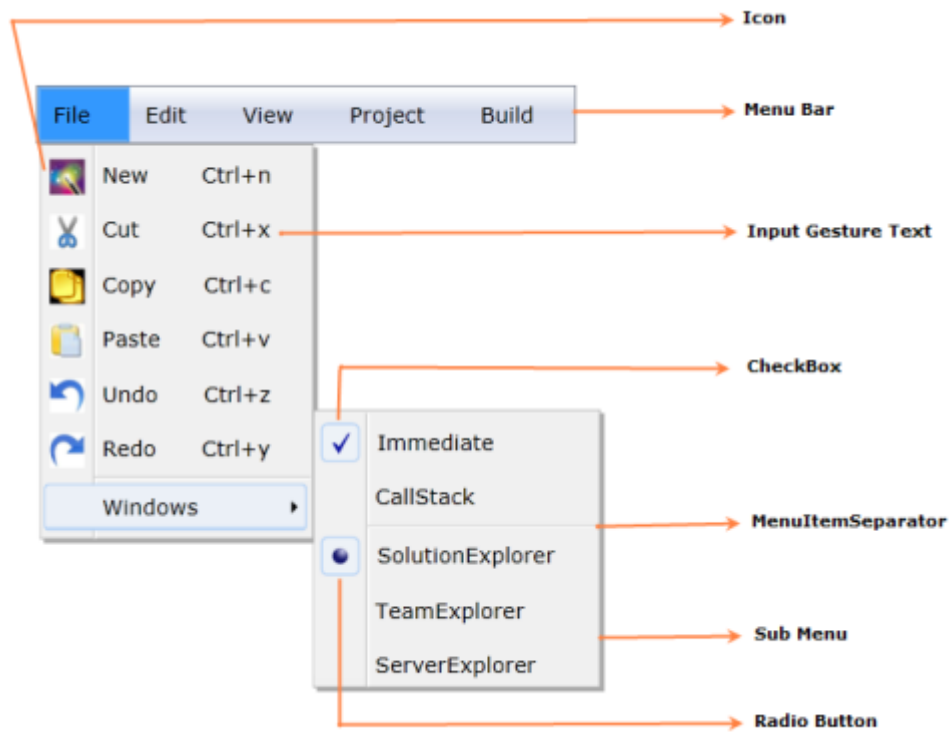 Icon
File Edit View Project Build
Menu Bar
New Ctrl+n
Cut Ctrl+x
Input Gesture Text
Copy Ctrl+c
Paste Ctrl+v
CheckBox
Undo Ctrl+z
Redo Ctrl+y
Immediate
CallStack
Windows
MenuItemSeparator
SolutionExplorer
TeamExplorer
Sub Menu
ServerExplorer
Radio Button